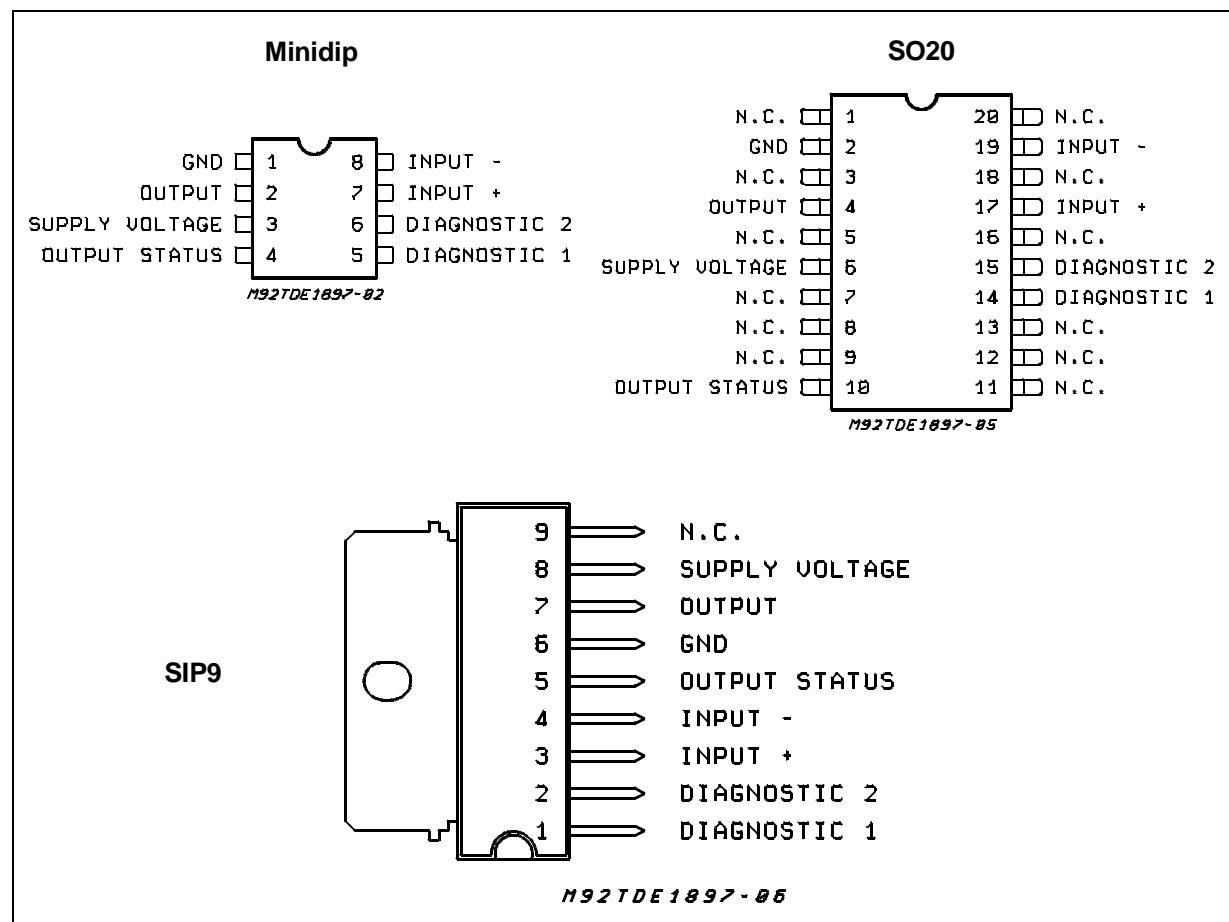 Minidip
GND 1 8 INPUT -
OUTPUT 2 7 INPUT +
SUPPLY VOLTAGE 3 6 DIAGNOSTIC 2
OUTPUT STATUS 4 5 DIAGNOSTIC 1
M92TDE1897-02
SO20
N.C. 1 20 N.C.
GND 2 19 INPUT -
N.C. 3 18 N.C.
OUTPUT 4 17 INPUT +
N.C. 5 16 N.C.
SUPPLY VOLTAGE 6 15 DIAGNOSTIC 2
N.C. 7 14 DIAGNOSTIC 1
N.C. 8 13 N.C.
N.C. 9 12 N.C.
OUTPUT STATUS 10 11 N.C.
M92TDE1897-05
SIP9
9 N.C.
8 SUPPLY VOLTAGE
7 OUTPUT
6 GND
5 OUTPUT STATUS
4 INPUT -
3 INPUT +
2 DIAGNOSTIC 2
1 DIAGNOSTIC 1
M92TDE1897-06